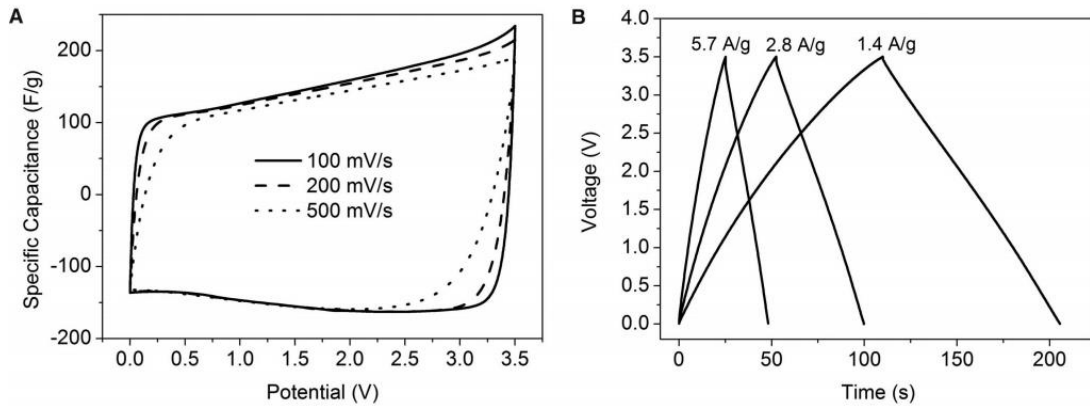 A
B
Specific Capacitance (F/g)
200
100
0
-100
-200
100 mV/s
200 mV/s
500 mV/s
0.0 0.5 1.0 1.5 2.0 2.5 3.0 3.5
Potential (V)
Voltage (V)
4.0
3.5
3.0
2.5
2.0
1.5
1.0
0.5
0.0
5.7 A/g 2.8 A/g 1.4 A/g
0 50 100 150 200
Time (s)